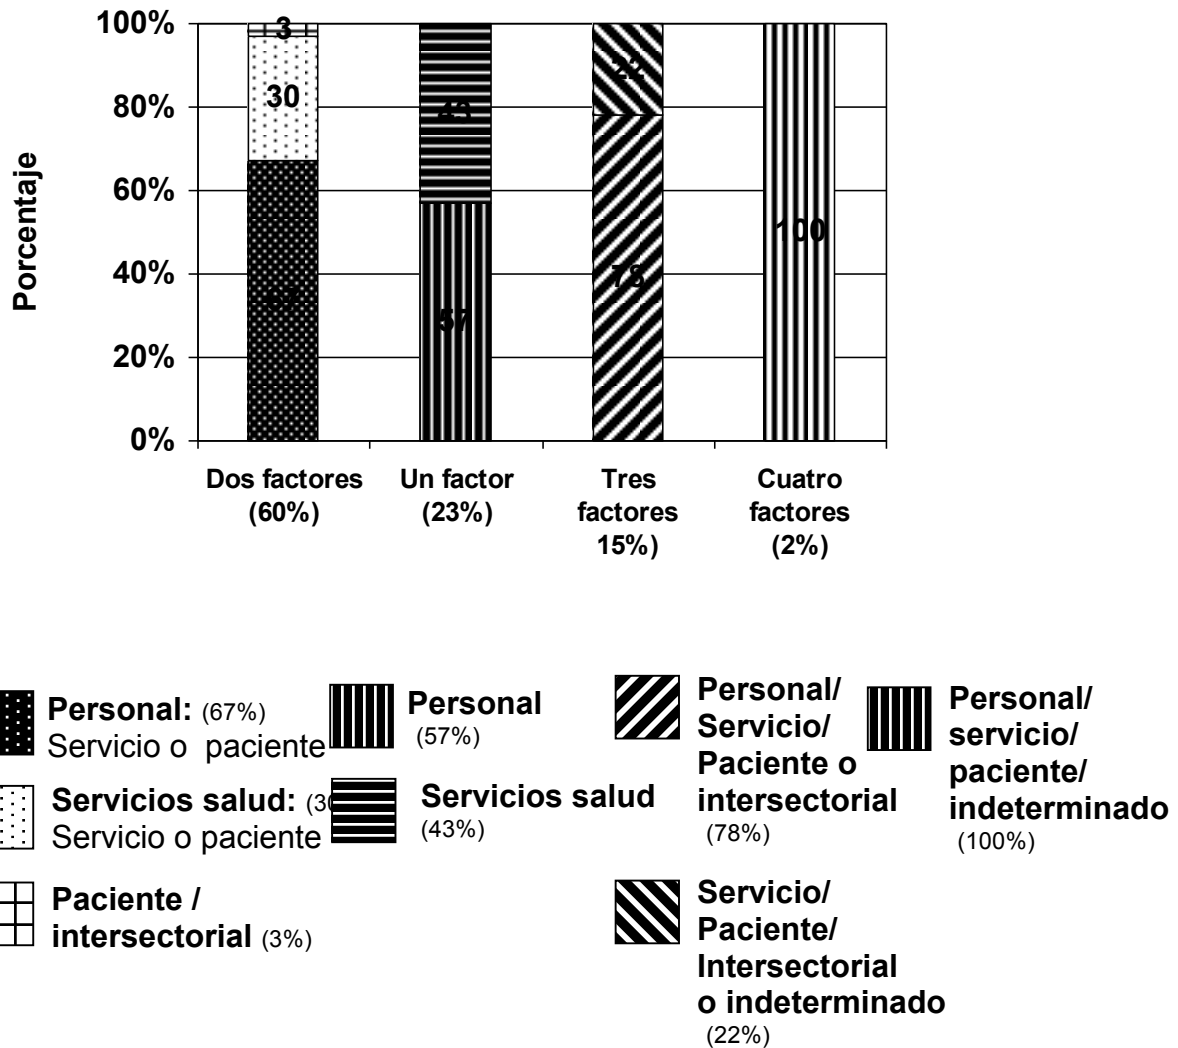 Porcentaje
100%
80%
60%
40%
20%
0%
3
30
67
43
57
22
78
100
Dos factores
(60%)
Un factor
(23%)
Tres
factores
15%)
Cuatro
factores
(2%)
Personal: (67%)
Servicio o paciente
Servicios salud: (30
Servicio o paciente
Paciente /
intersectorial (3%)
Personal
(57%)
Servicios salud
(43%)
Personal/
Servicio/
Paciente o
intersectorial
(78%)
Servicio/
Paciente/
Intersectorial
o indeterminado
(22%)
Personal/
servicio/
paciente/
indeterminado
(100%)